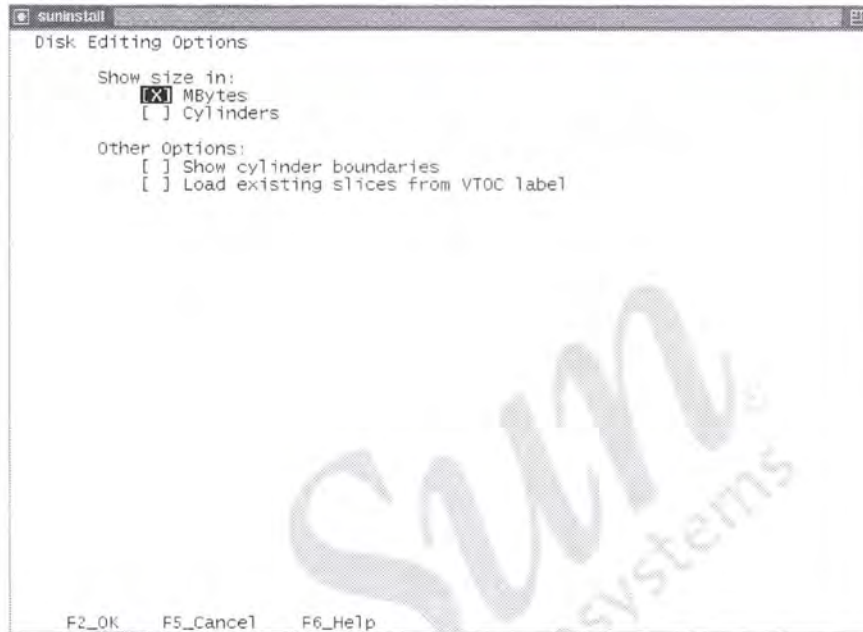 suninstall
Disk Editing Options
Show size in:
[X] MBytes
[ ] Cylinders
Other Options:
[ ] Show cylinder boundaries
[ ] Load existing slices from VTOC label
Sun
osystems
F2_OK F5_Cancel F6_Help